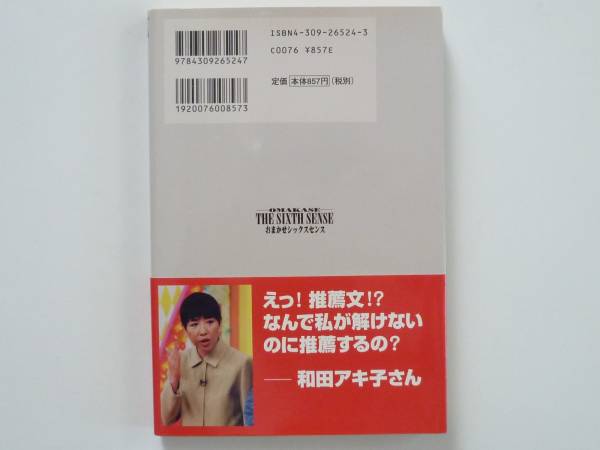 ISBN4-309-26524-3
C0076 ¥857E
9784309265247
定価 本体857円 (税別)
1920076008573
OMAKASE
THE SIXTH SENSE
おまかせシックスセンス
えっ!推薦文!?
なんで私が解けない
のに推薦するの?
── 和田アキ子さん